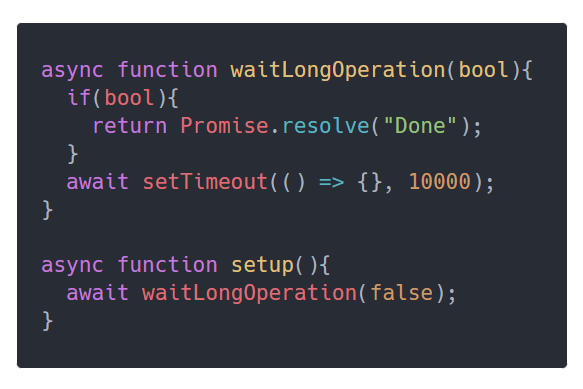 async function waitLongOperation(bool){
  if(bool){
    return Promise.resolve("Done");
  }
  await setTimeout(() => {}, 10000);
}

async function setup(){
  await waitLongOperation(false);
}